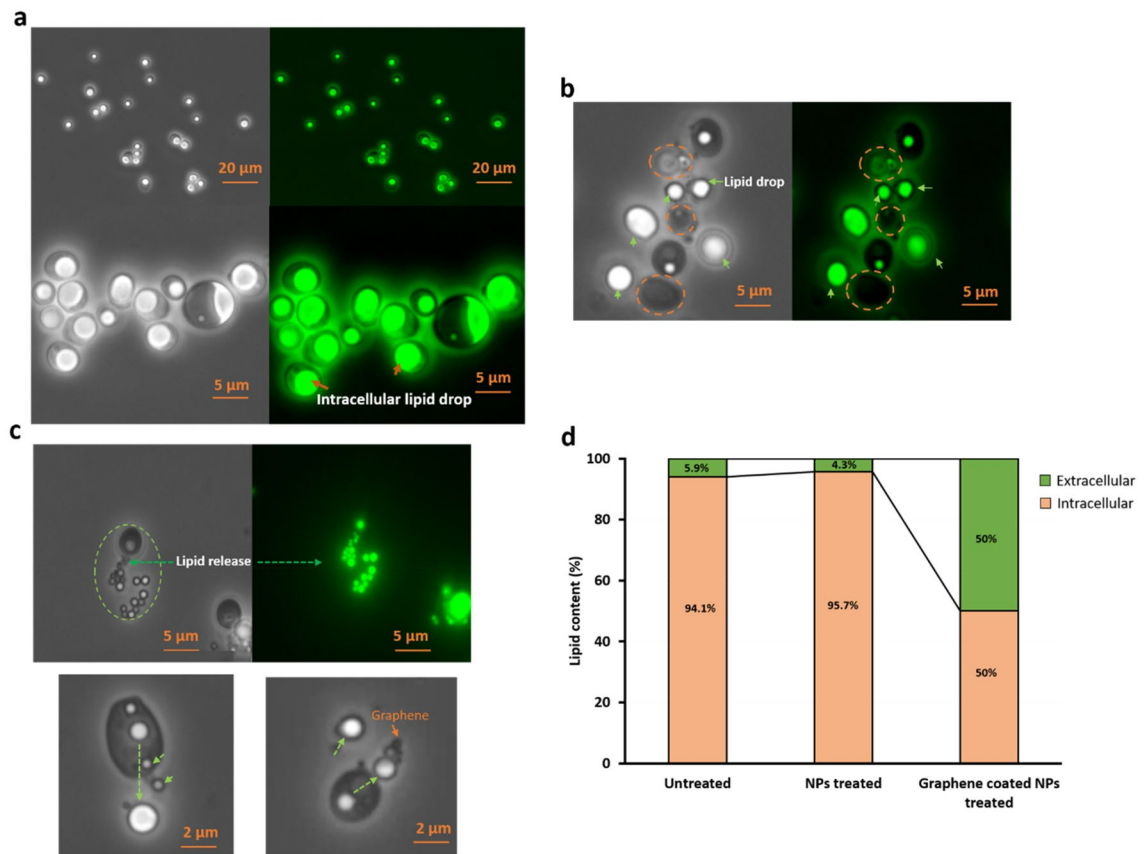 a
20 µm
20 µm
5 µm
5 µm
Intracellular lipid drop
b
Lipid drop
5 µm
5 µm
c
Lipid release
5 µm
5 µm
2 µm
Graphene
2 µm
d
Lipid content (%)
100
80
60
40
20
0
5.9%
4.3%
50%
94.1%
95.7%
50%
Untreated
NPs treated
Graphene coated NPs
treated
Extracellular
Intracellular